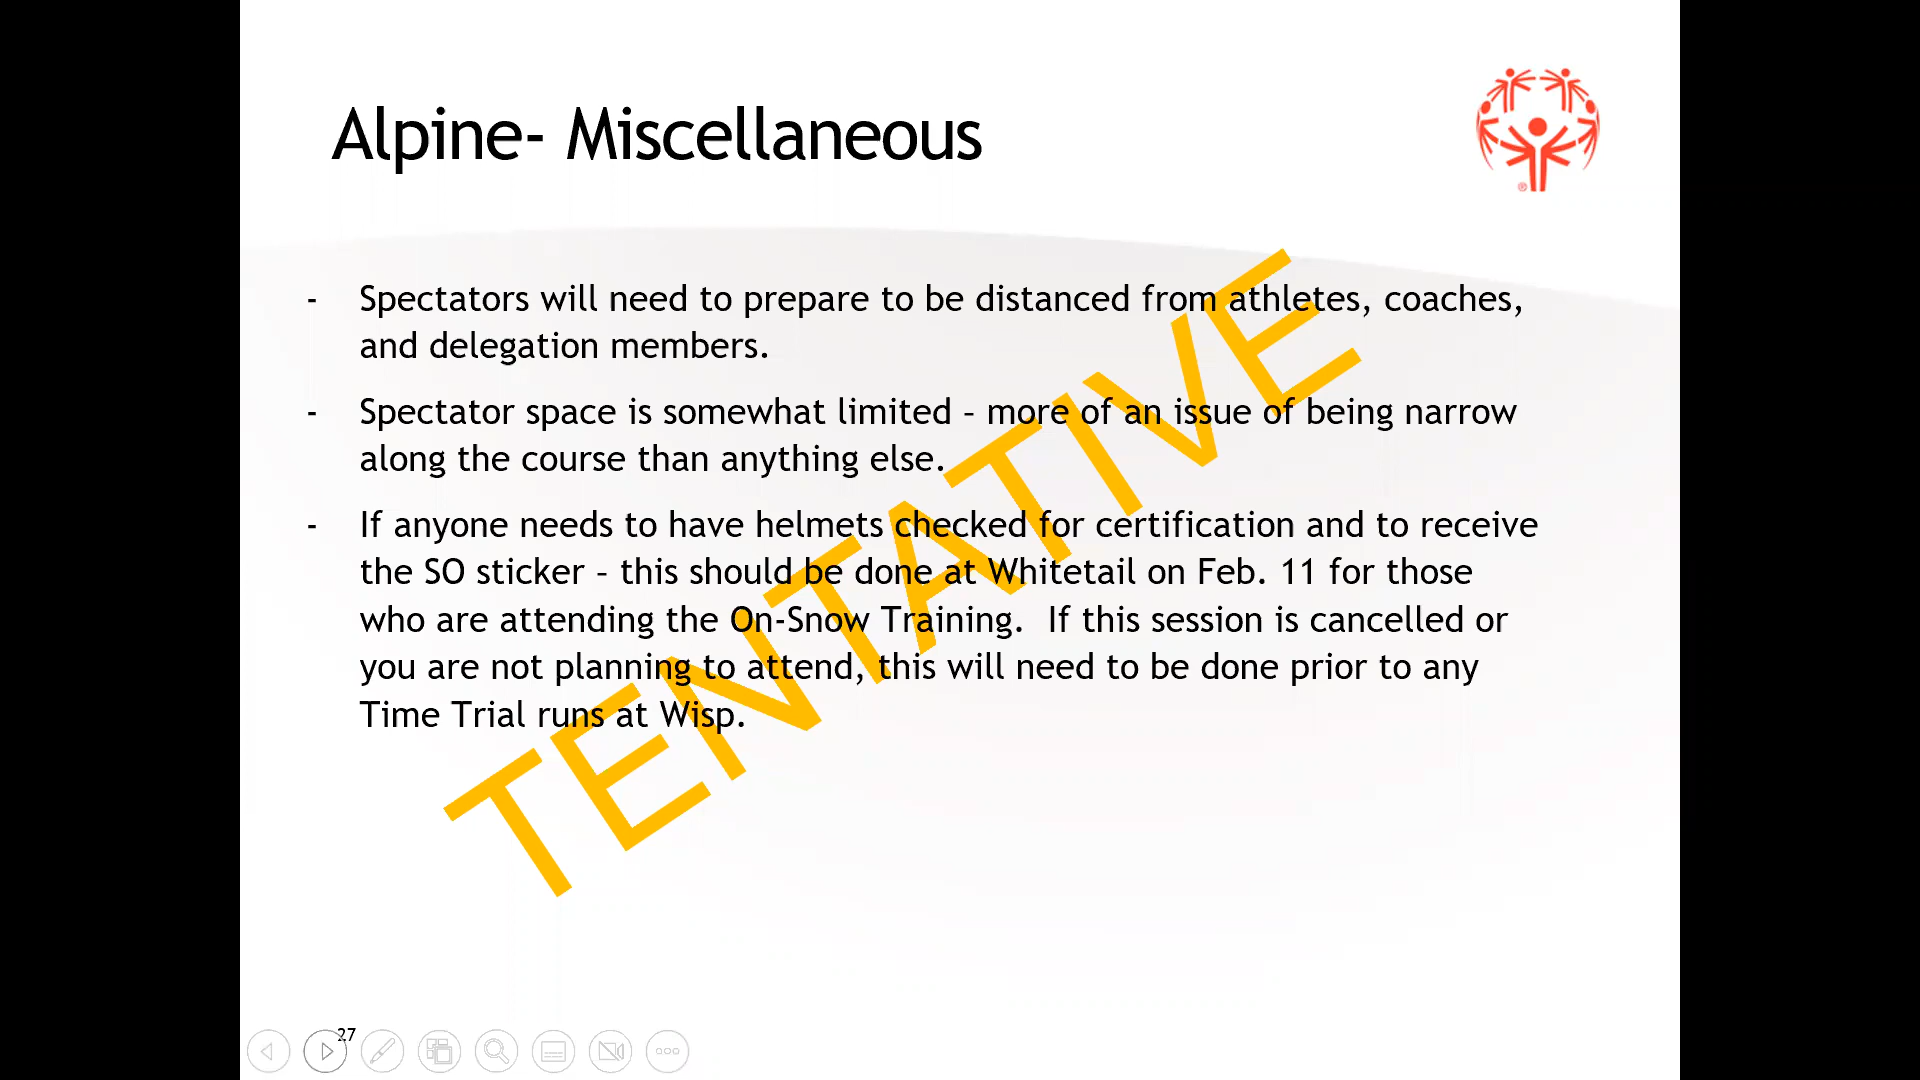 Alpine- Miscellaneous
- Spectators will need to prepare to be distanced from athletes, coaches,
and delegation members.
- Spectator space is somewhat limited – more of an issue of being narrow
along the course than anything else.
- If anyone needs to have helmets checked for certification and to receive
the SO sticker – this should be done at Whitetail on Feb. 11 for those
who are attending the On-Snow Training.  If this session is cancelled or
you are not planning to attend, this will need to be done prior to any
Time Trial runs at Wisp.
TENTATIVE
27
®